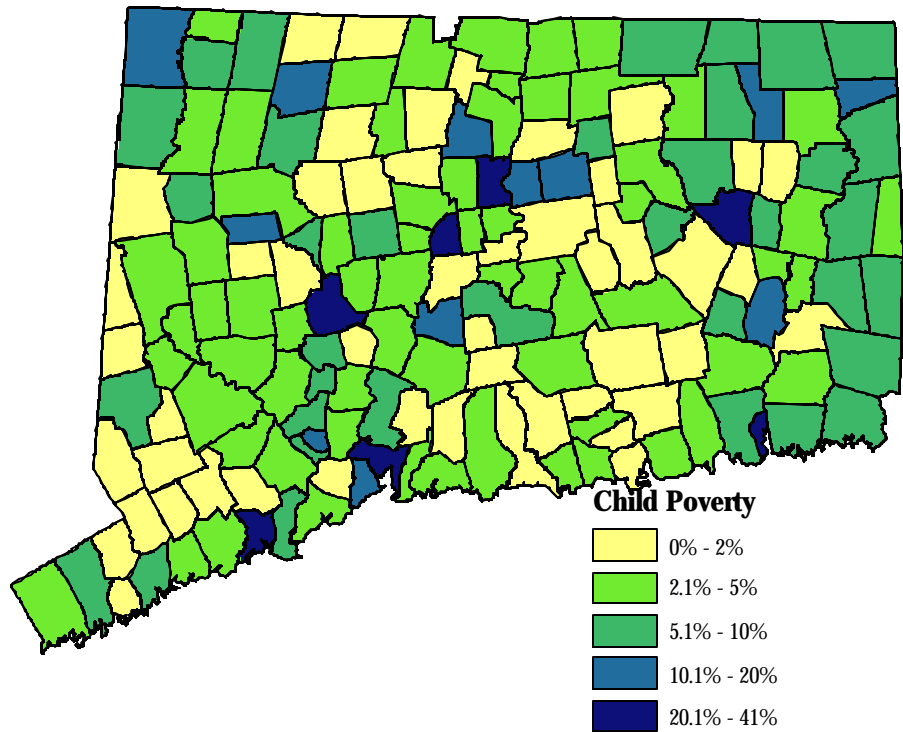 Child Poverty
0% - 2%
2.1% - 5%
5.1% - 10%
10.1% - 20%
20.1% - 41%